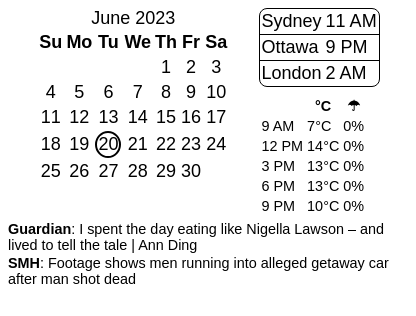 June 2023
Su Mo Tu We Th Fr Sa
1 2 3
4 5 6 7 8 9 10
11 12 13 14 15 16 17
18 19 20 21 22 23 24
25 26 27 28 29 30
Sydney 11 AM
Ottawa 9 PM
London 2 AM
°C ☂
9 AM 7°C 0%
12 PM 14°C 0%
3 PM 13°C 0%
6 PM 13°C 0%
9 PM 10°C 0%
Guardian: I spent the day eating like Nigella Lawson – and
lived to tell the tale | Ann Ding
SMH: Footage shows men running into alleged getaway car
after man shot dead